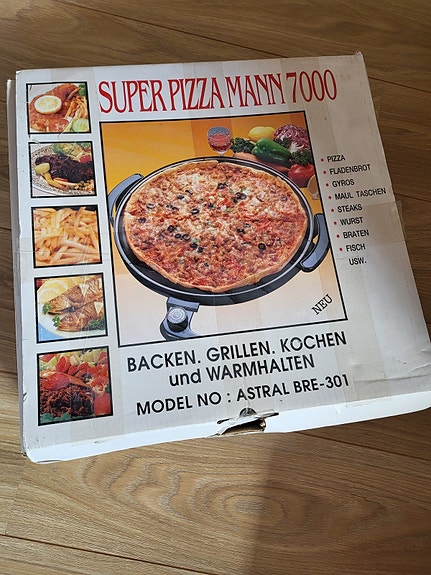 SUPER PIZZA MANN 7000
• PIZZA
• FLADENBROT
• GYROS
• MAUL TASCHEN
• STEAKS
• WURST
• BRATEN
• FISCH
USW.
NEU
BACKEN. GRILLEN. KOCHEN
und WARMHALTEN
MODEL NO : ASTRAL BRE-301